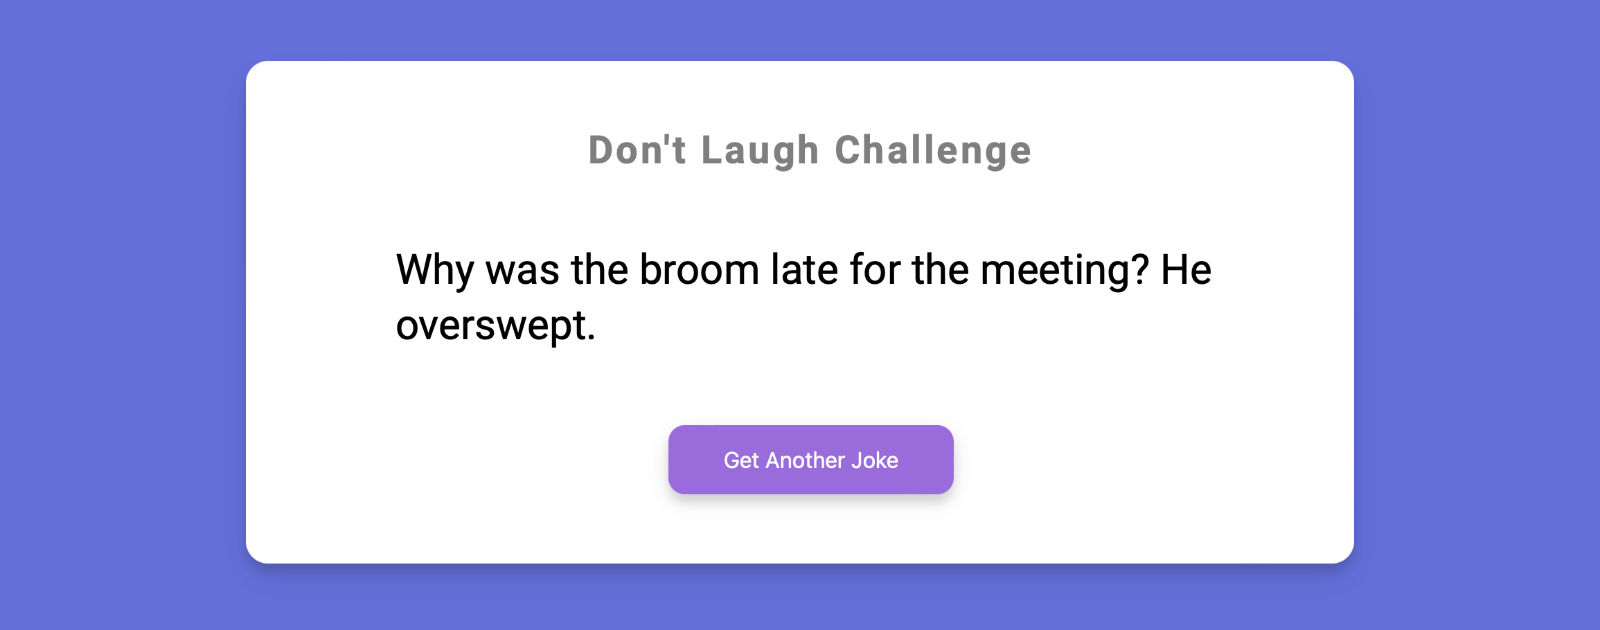 Don't Laugh Challenge
Why was the broom late for the meeting? He
overswept.
Get Another Joke